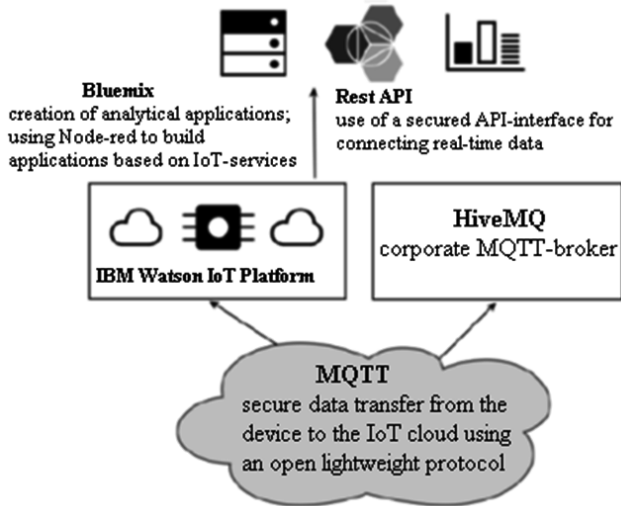 Bluemix
creation of analytical applications;
using Node-red to build
applications based on IoT-services
Rest API
use of a secured API-interface for
connecting real-time data
IBM Watson IoT Platform
HiveMQ
corporate MQTT-broker
MQTT
secure data transfer from the
device to the IoT cloud using
an open lightweight protocol